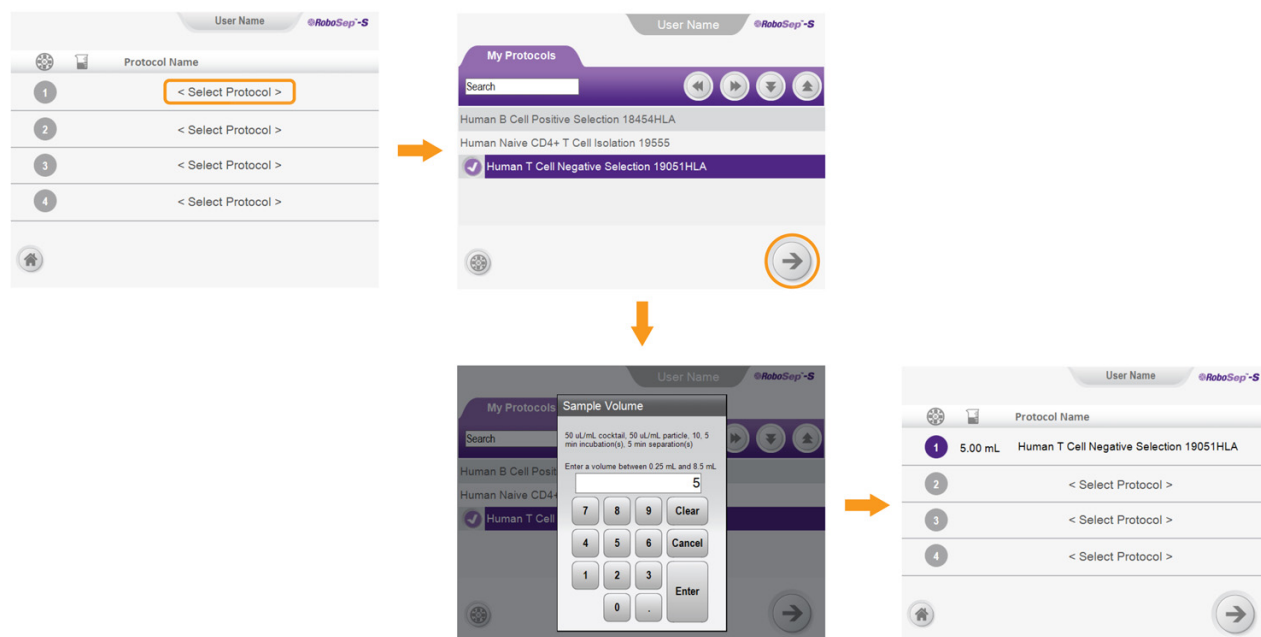 User Name
RoboSep™-S
Protocol Name
1
< Select Protocol >
2
< Select Protocol >
3
< Select Protocol >
4
< Select Protocol >
User Name
RoboSep™-S
My Protocols
Search
Human B Cell Positive Selection 18454HLA
Human Naive CD4+ T Cell Isolation 19555
Human T Cell Negative Selection 19051HLA
User Name
RoboSep™-S
My Protocols
Search
Human B Cell Posit
Human Naive CD4+
Human T Cell
Sample Volume
50 uL/mL cocktail, 50 uL/mL particle, 10, 5
min incubation(s), 5 min separation(s)
Enter a volume between 0.25 mL and 8.5 mL
5
7 8 9 Clear
4 5 6 Cancel
1 2 3
Enter
0 .
User Name
RoboSep™-S
Protocol Name
1 5.00 mL Human T Cell Negative Selection 19051HLA
2 < Select Protocol >
3 < Select Protocol >
4 < Select Protocol >